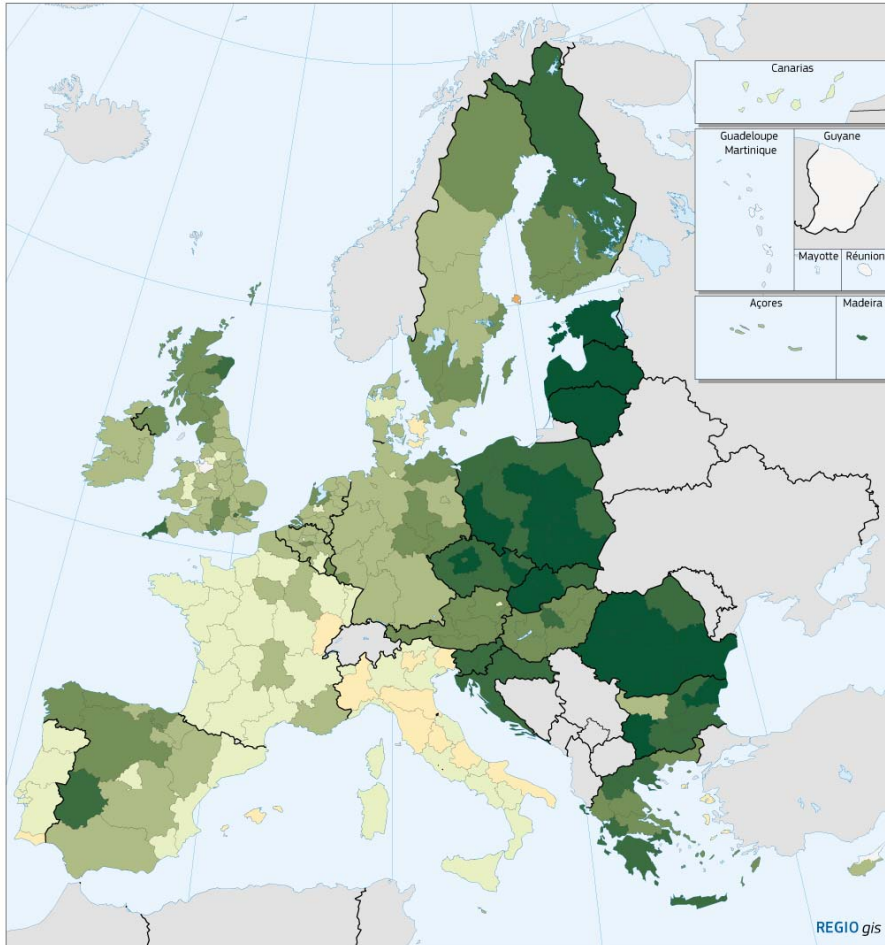 Canarias
Guadeloupe
Martinique
Guyane
Mayotte
Réunion
Açores
Madeira
REGIO gis